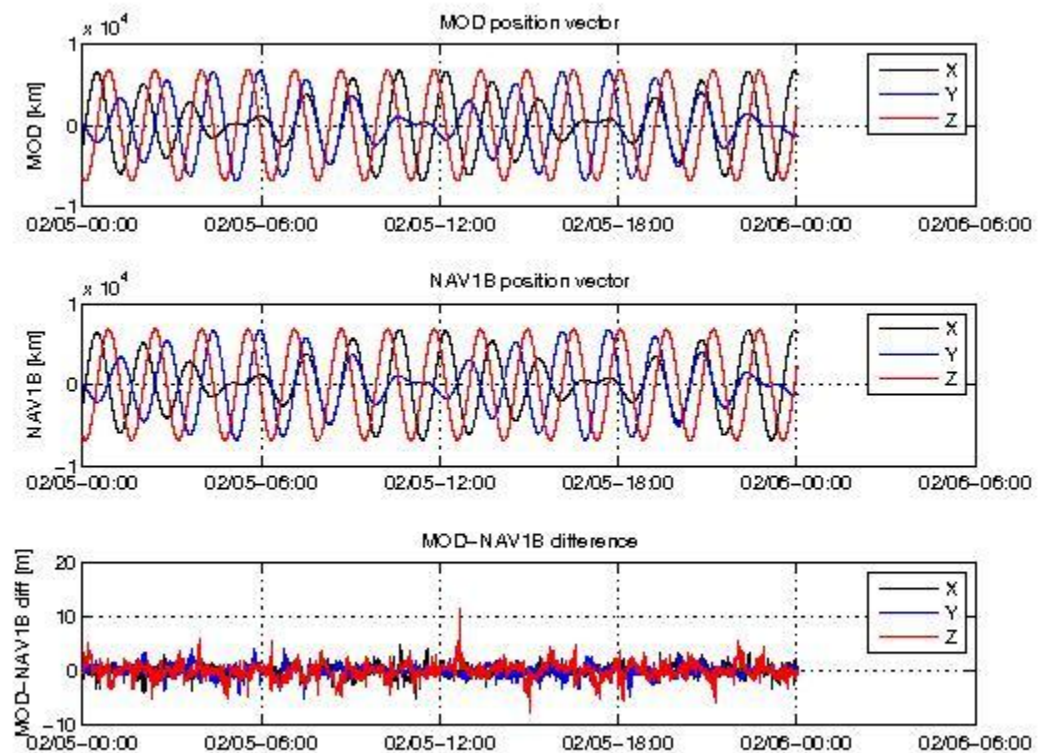 MOD position vector
x 10^4
1
0
−1
MOD [km]
X
Y
Z
02/05−00:00 02/05−06:00 02/05−12:00 02/05−18:00 02/06−00:00 02/06−06:00
NAV1B position vector
x 10^4
1
0
−1
NAV1B [km]
X
Y
Z
02/05−00:00 02/05−06:00 02/05−12:00 02/05−18:00 02/06−00:00 02/06−06:00
MOD−NAV1B difference
20
10
0
−10
MOD−NAV1B diff [m]
X
Y
Z
02/05−00:00 02/05−06:00 02/05−12:00 02/05−18:00 02/06−00:00 02/06−06:00